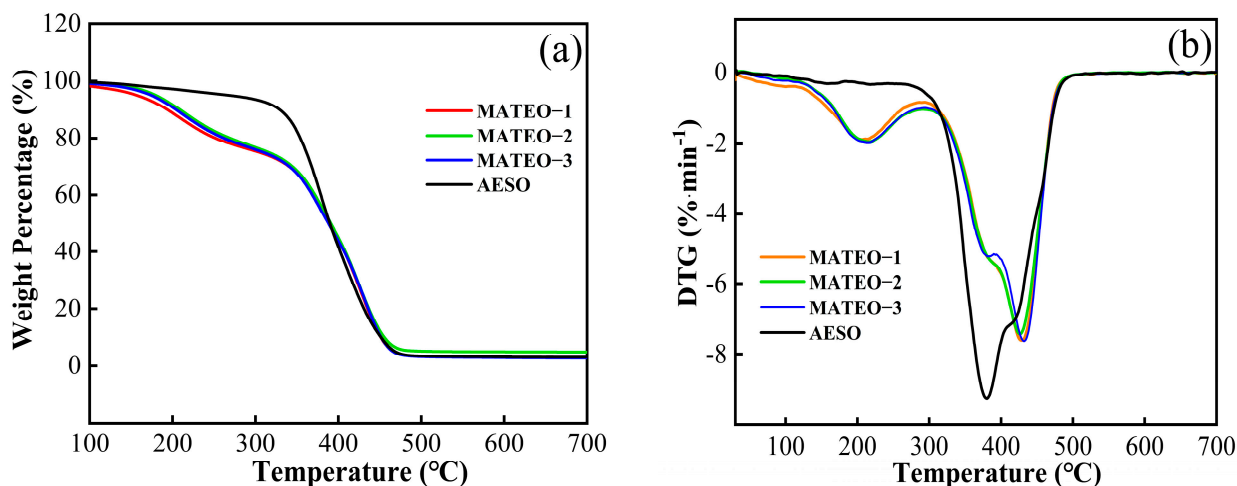 (a)
Weight Percentage (%)
120
100
80
60
40
20
0
MATEO−1
MATEO−2
MATEO−3
AESO
100 200 300 400 500 600 700
Temperature (℃)
(b)
DTG (%·min⁻¹)
0
-2
-4
-6
-8
MATEO−1
MATEO−2
MATEO−3
AESO
100 200 300 400 500 600 700
Temperature (℃)